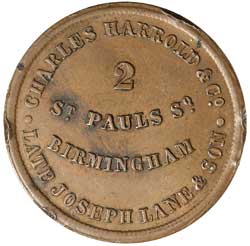 CHARLES HARROLD & Co.
2
St PAULS Sq.
BIRMINGHAM
LATE JOSEPH LANE & SON